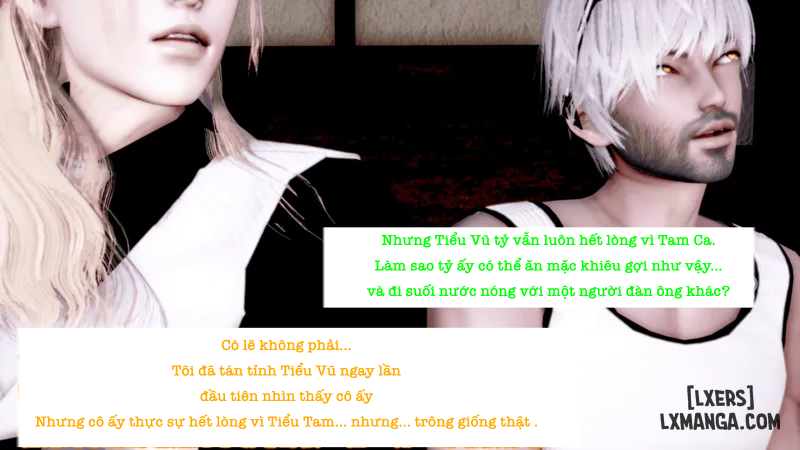 Nhưng Tiểu Vũ tỷ vẫn luôn hết lòng vì Tam Ca.
Làm sao tỷ ấy có thể ăn mặc khiêu gợi như vậy...
và đi suối nước nóng với một người đàn ông khác?
Có lẽ không phải...
Tôi đã tán tỉnh Tiểu Vũ ngay lần
đầu tiên nhìn thấy cô ấy
Nhưng cô ấy thực sự hết lòng vì Tiểu Tam... nhưng... trông giống thật .
[LXERS]
LXMANGA.COM